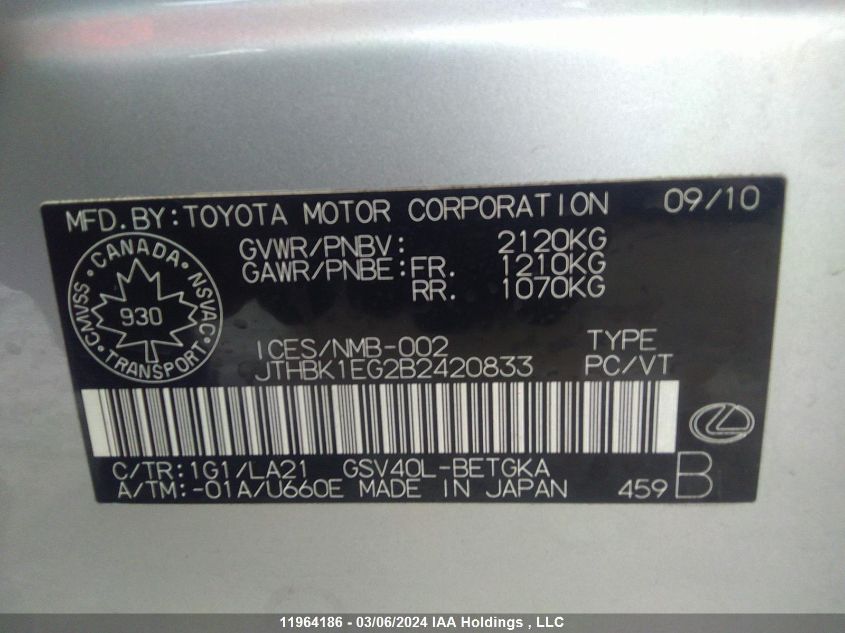 MFD.BY:TOYOTA MOTOR CORPORATION 09/10
GVWR/PNBV: 2120KG
GAWR/PNBE:FR. 1210KG
RR. 1070KG
CANADA
CMVSS NSVAC
930
TRANSPORT
ICES/NMB-002 TYPE
JTHBK1EG2B2420833 PC/VT
C/TR:1G1/LA21 GSV40L-BETGKA
A/TM:-01A/U660E MADE IN JAPAN 459 B
11964186 - 03/06/2024 IAA Holdings , LLC